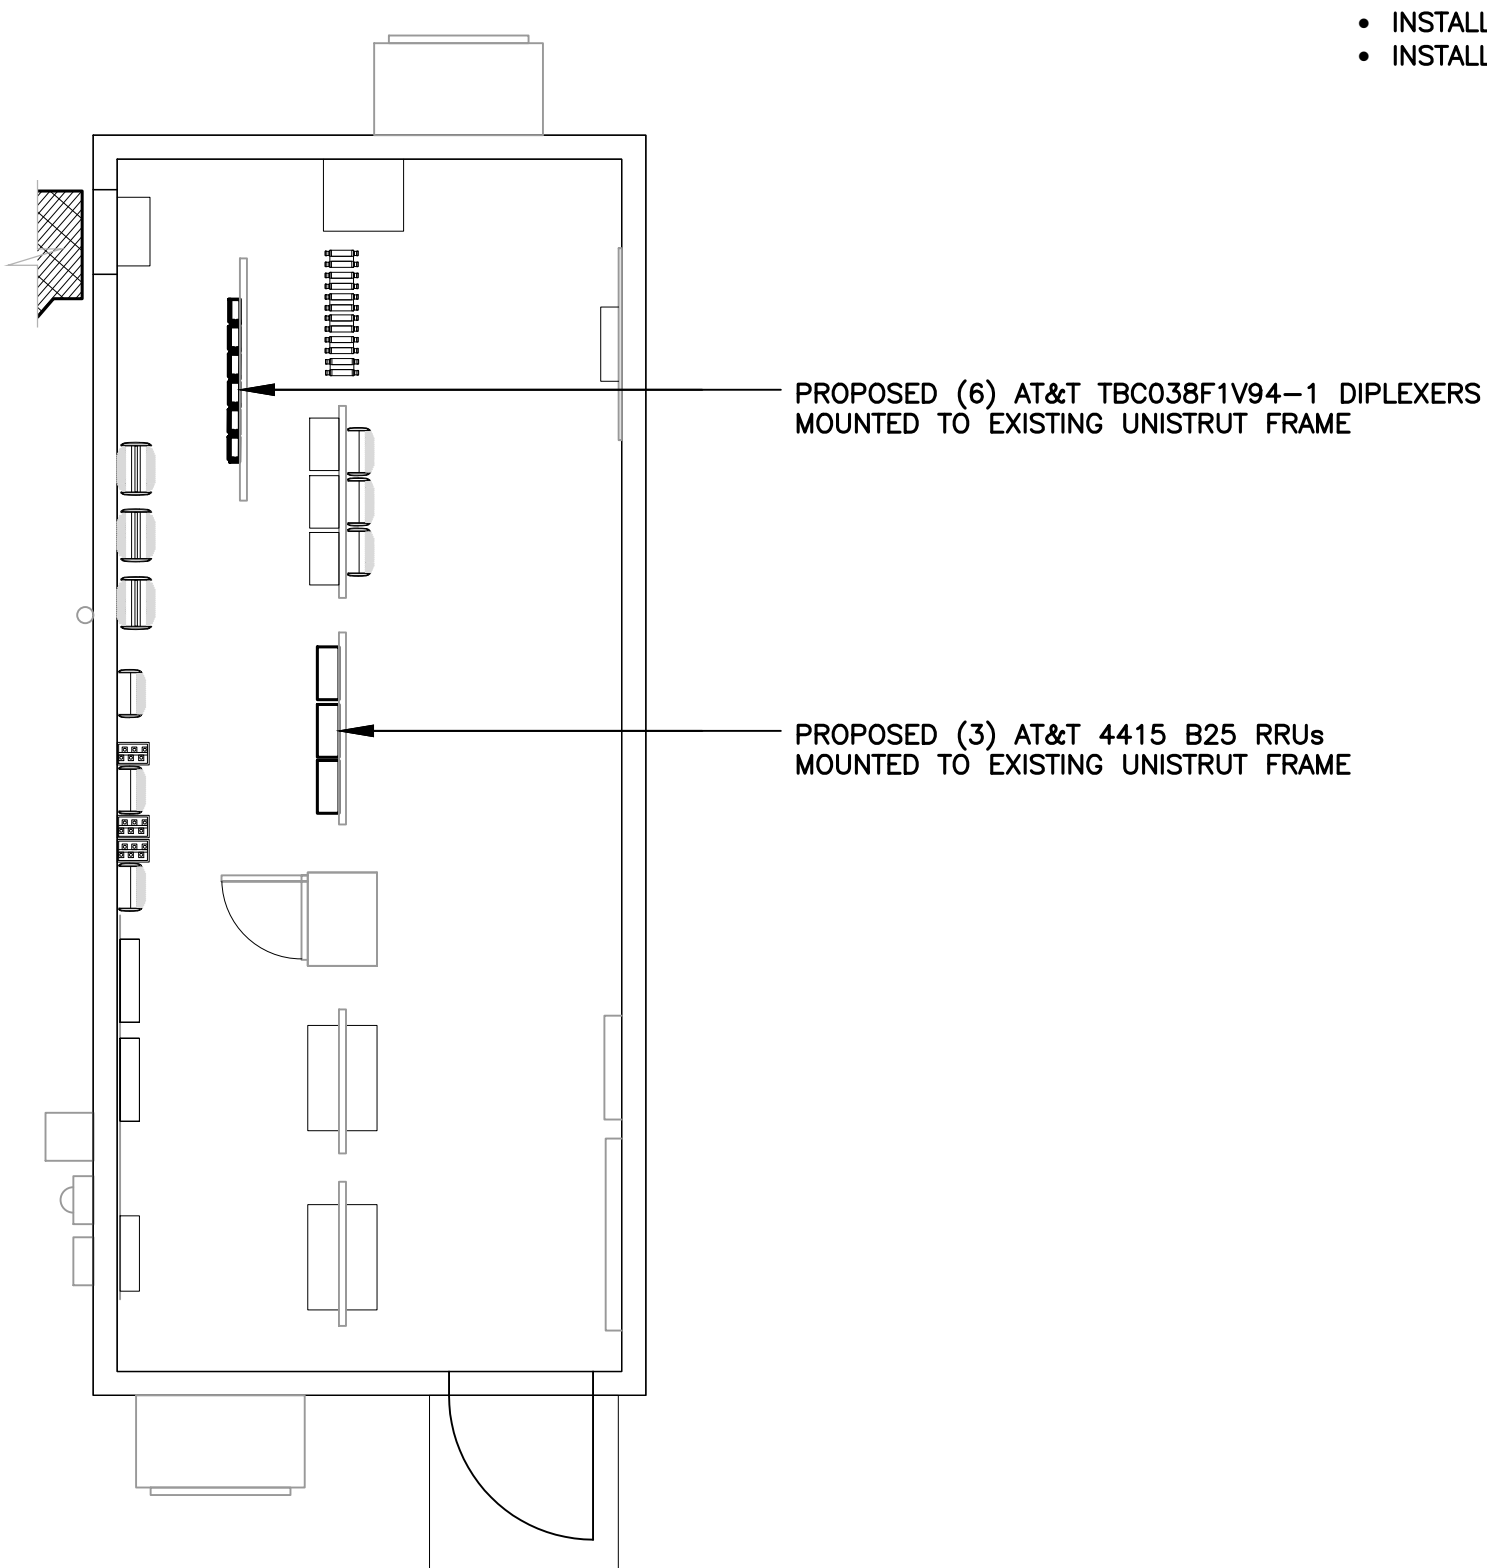 • INSTALL
• INSTALL
PROPOSED (6) AT&T TBC038F1V94-1 DIPLEXERS
MOUNTED TO EXISTING UNISTRUT FRAME
PROPOSED (3) AT&T 4415 B25 RRUs
MOUNTED TO EXISTING UNISTRUT FRAME